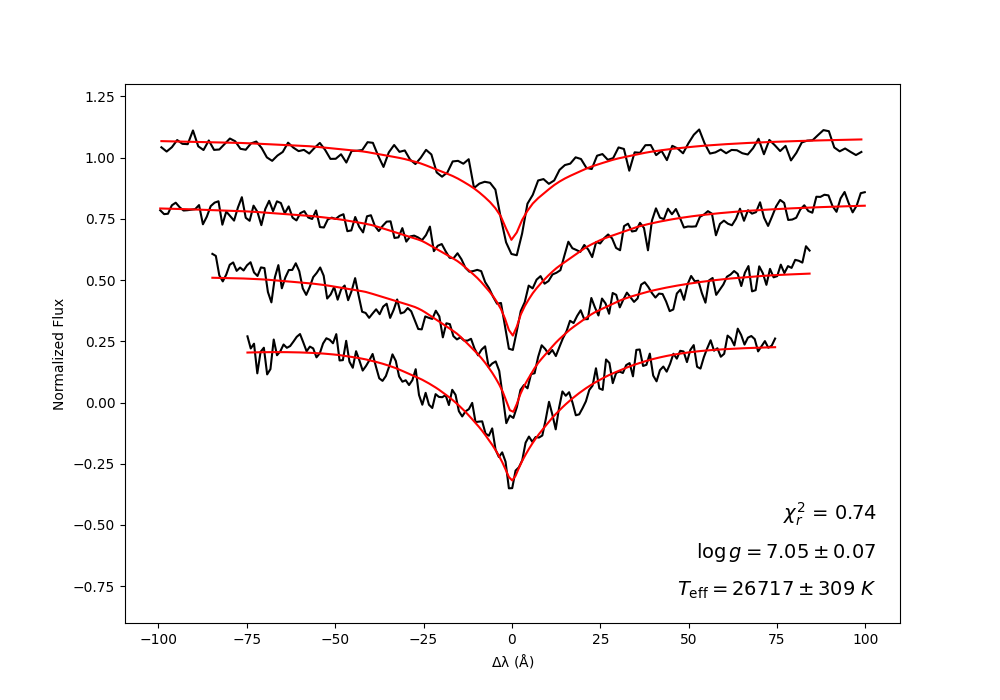 1.25
1.00
0.75
0.50
0.25
0.00
−0.25
−0.50
−0.75
Normalized Flux
χ²ᵣ = 0.74
log g = 7.05 ± 0.07
T_eff = 26717 ± 309 K
−100 −75 −50 −25 0 25 50 75 100
Δλ (Å)